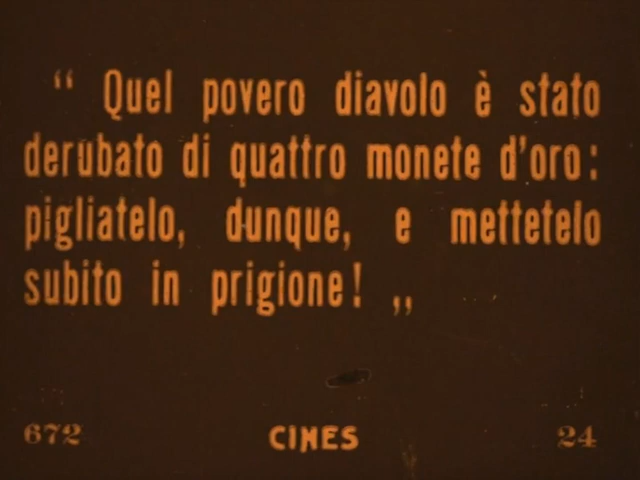 “ Quel povero diavolo è stato
derubato di quattro monete d'oro:
pigliatelo, dunque, e mettetelo
subito in prigione! „
672 CINES 24